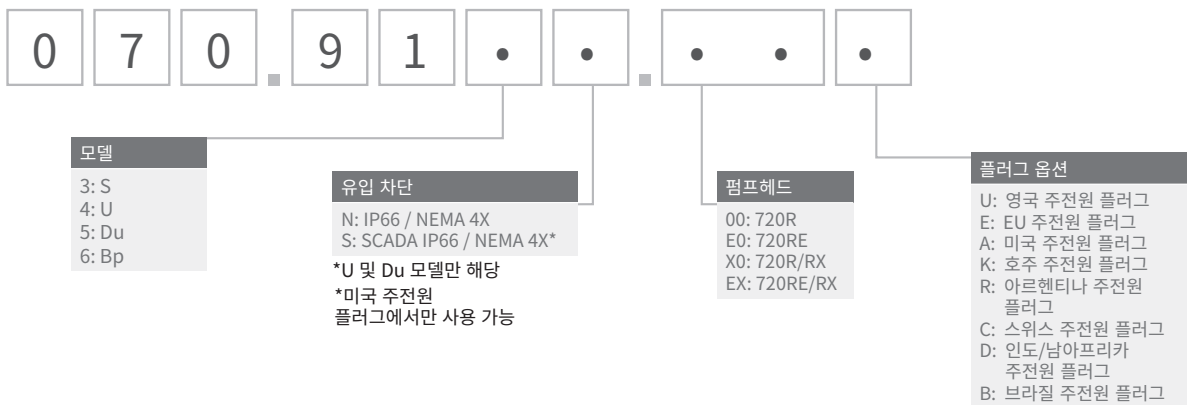 070.91••.•••
모델
3: S
4: U
5: Du
6: Bp
유입 차단
N: IP66 / NEMA 4X
S: SCADA IP66 / NEMA 4X*
*U 및 Du 모델만 해당
*미국 주전원
플러그에서만 사용 가능
펌프헤드
00: 720R
E0: 720RE
X0: 720R/RX
EX: 720RE/RX
플러그 옵션
U: 영국 주전원 플러그
E: EU 주전원 플러그
A: 미국 주전원 플러그
K: 호주 주전원 플러그
R: 아르헨티나 주전원
플러그
C: 스위스 주전원 플러그
D: 인도/남아프리카
주전원 플러그
B: 브라질 주전원 플러그